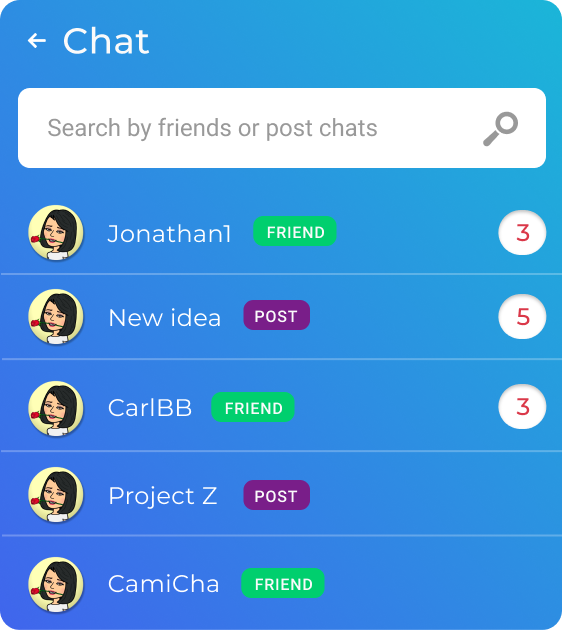 Chat
Search by friends or post chats
Jonathan1 FRIEND 3
New idea POST 5
CarlBB FRIEND 3
Project Z POST
CamiCha FRIEND